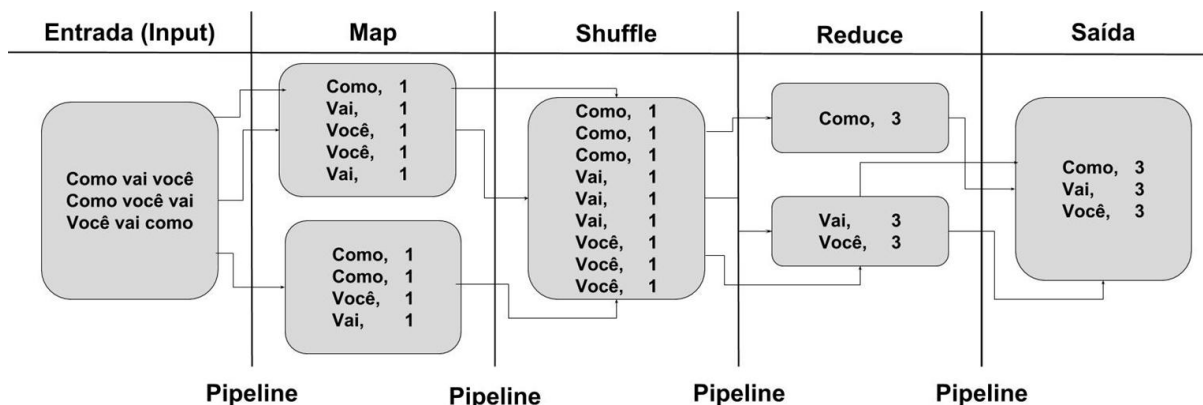 Entrada (Input)
Map
Shuffle
Reduce
Saída
Como vai você
Como você vai
Você vai como
Como, 1
Vai, 1
Você, 1
Você, 1
Vai, 1
Como, 1
Como, 1
Você, 1
Vai, 1
Como, 1
Como, 1
Como, 1
Vai, 1
Vai, 1
Vai, 1
Você, 1
Você, 1
Você, 1
Como, 3
Vai, 3
Você, 3
Como, 3
Vai, 3
Você, 3
Pipeline
Pipeline
Pipeline
Pipeline